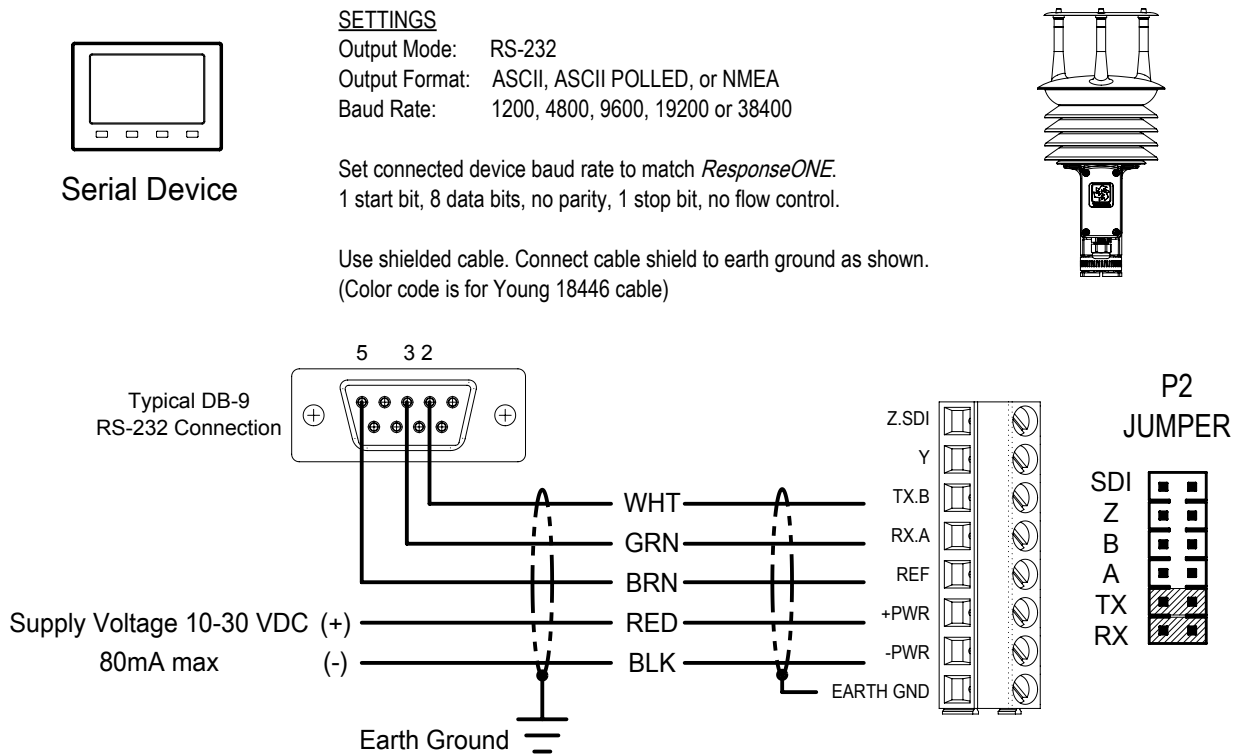 SETTINGS
Output Mode: RS-232
Output Format: ASCII, ASCII POLLED, or NMEA
Baud Rate: 1200, 4800, 9600, 19200 or 38400
Serial Device
Set connected device baud rate to match ResponseONE.
1 start bit, 8 data bits, no parity, 1 stop bit, no flow control.
Use shielded cable. Connect cable shield to earth ground as shown.
(Color code is for Young 18446 cable)
5 3 2
Typical DB-9
RS-232 Connection
WHT
GRN
BRN
RED
BLK
Supply Voltage 10-30 VDC (+)
80mA max (-)
Earth Ground
Z.SDI
Y
TX.B
RX.A
REF
+PWR
-PWR
EARTH GND
P2
JUMPER
SDI
Z
B
A
TX
RX